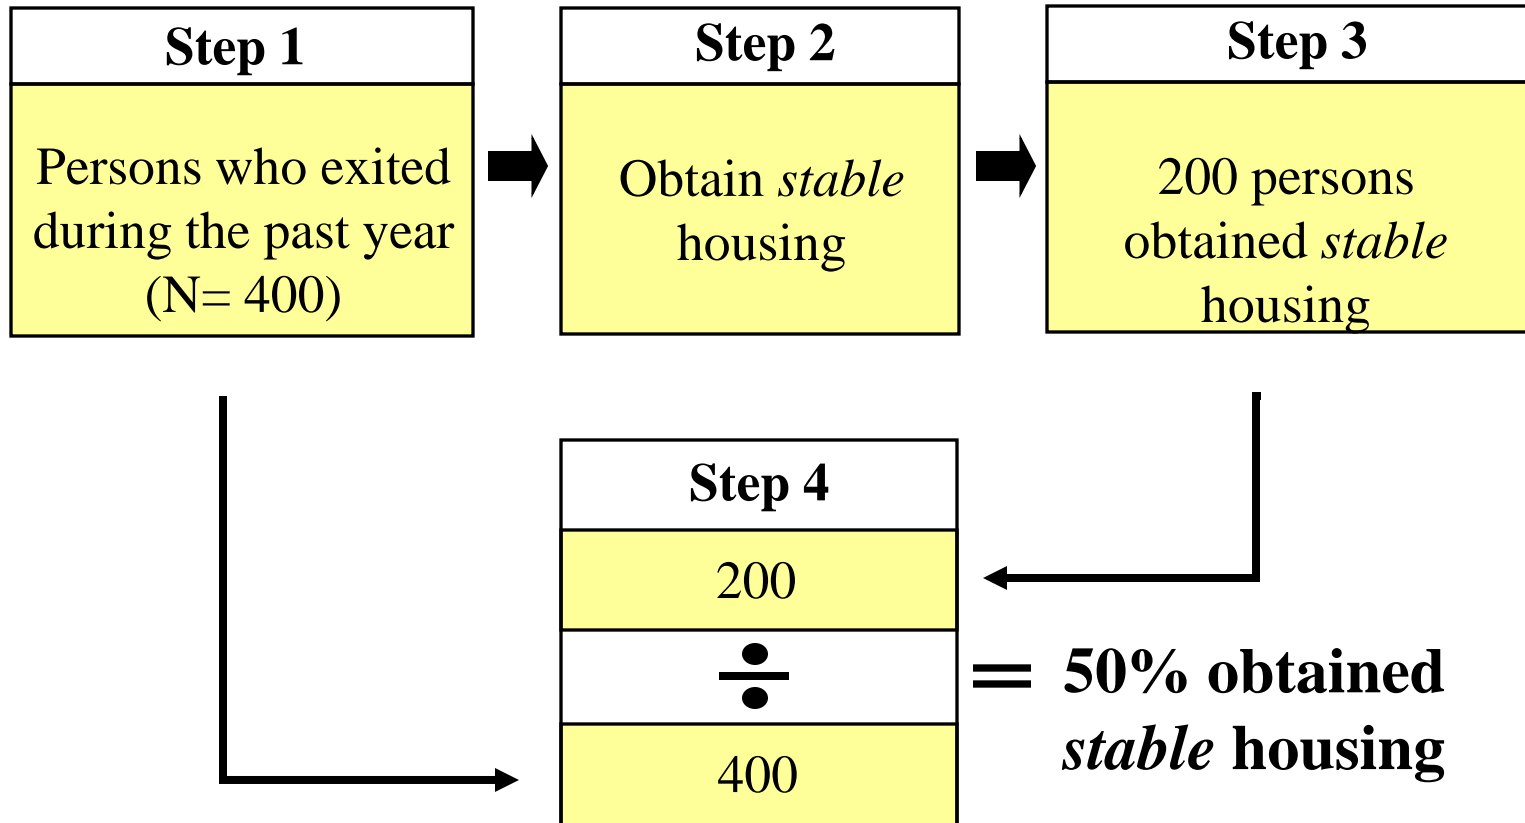 Step 1
Persons who exited
during the past year
(N= 400)
Step 2
Obtain stable
housing
Step 3
200 persons
obtained stable
housing
Step 4
200
÷
400
= 50% obtained
stable housing